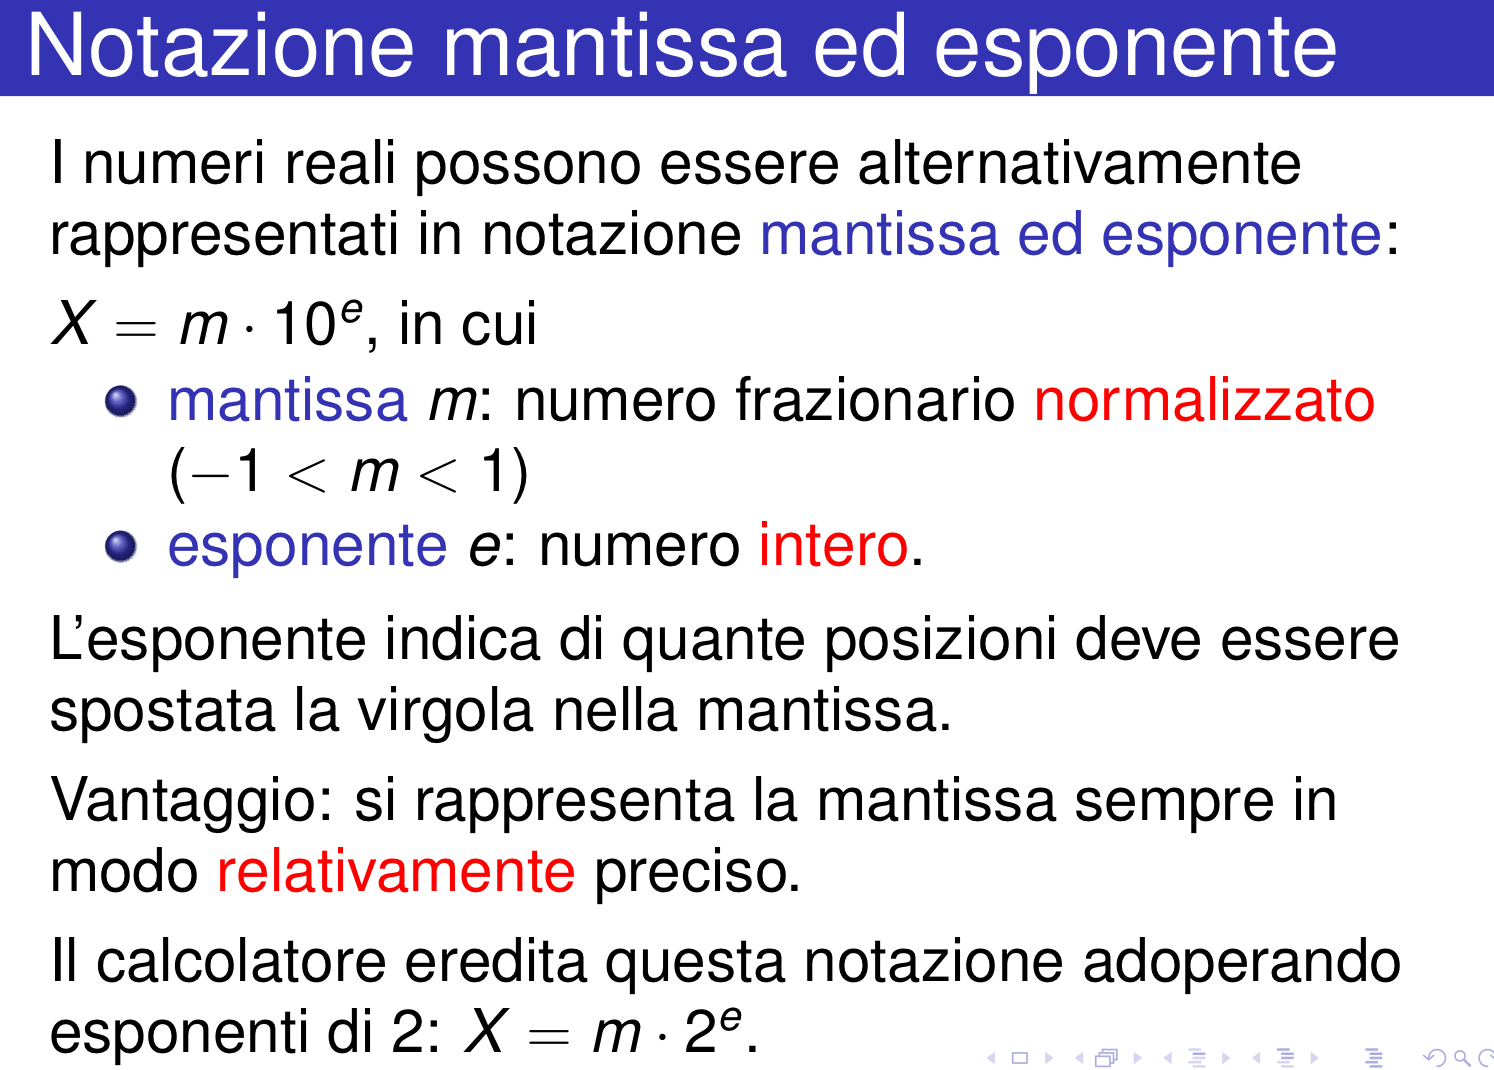 Notazione mantissa ed esponente
I numeri reali possono essere alternativamente
rappresentati in notazione mantissa ed esponente:
X = m · 10^e, in cui
mantissa m: numero frazionario normalizzato
(−1 < m < 1)
esponente e: numero intero.
L'esponente indica di quante posizioni deve essere
spostata la virgola nella mantissa.
Vantaggio: si rappresenta la mantissa sempre in
modo relativamente preciso.
Il calcolatore eredita questa notazione adoperando
esponenti di 2: X = m · 2^e.